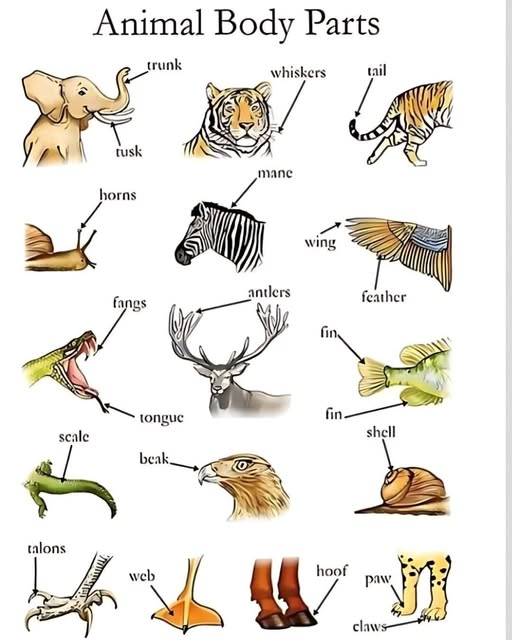 Animal Body Parts
trunk
whiskers
tail
tusk
mane
horns
wing
feather
fangs
antlers
fin
tongue
fin
scale
beak
shell
talons
web
hoof
paw
claws